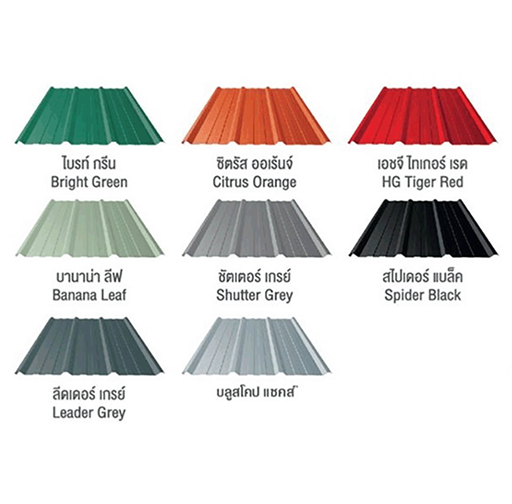 ไบรท์ กรีน
Bright Green
ซิตรัส ออเร้นจ์
Citrus Orange
เอชจี ไทเกอร์ เรด
HG Tiger Red
บานาน่า ลีฟ
Banana Leaf
ชัตเตอร์ เกรย์
Shutter Grey
สไปเดอร์ แบล็ค
Spider Black
ลีดเดอร์ เกรย์
Leader Grey
บลูสโคป แซคส์